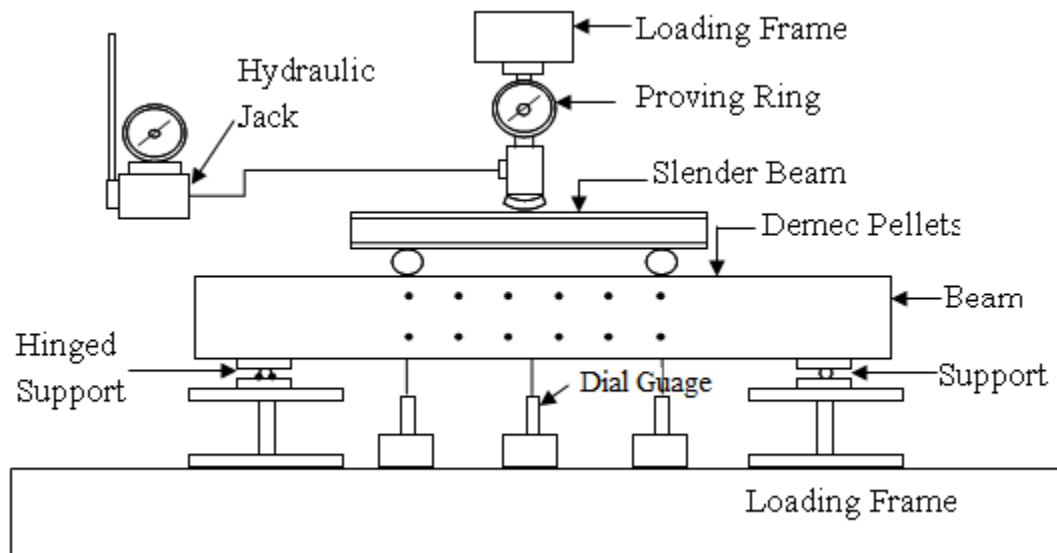 Loading Frame
Hydraulic
Jack
Proving Ring
Slender Beam
Demec Pellets
Beam
Hinged
Support
Dial Guage
Support
Loading Frame